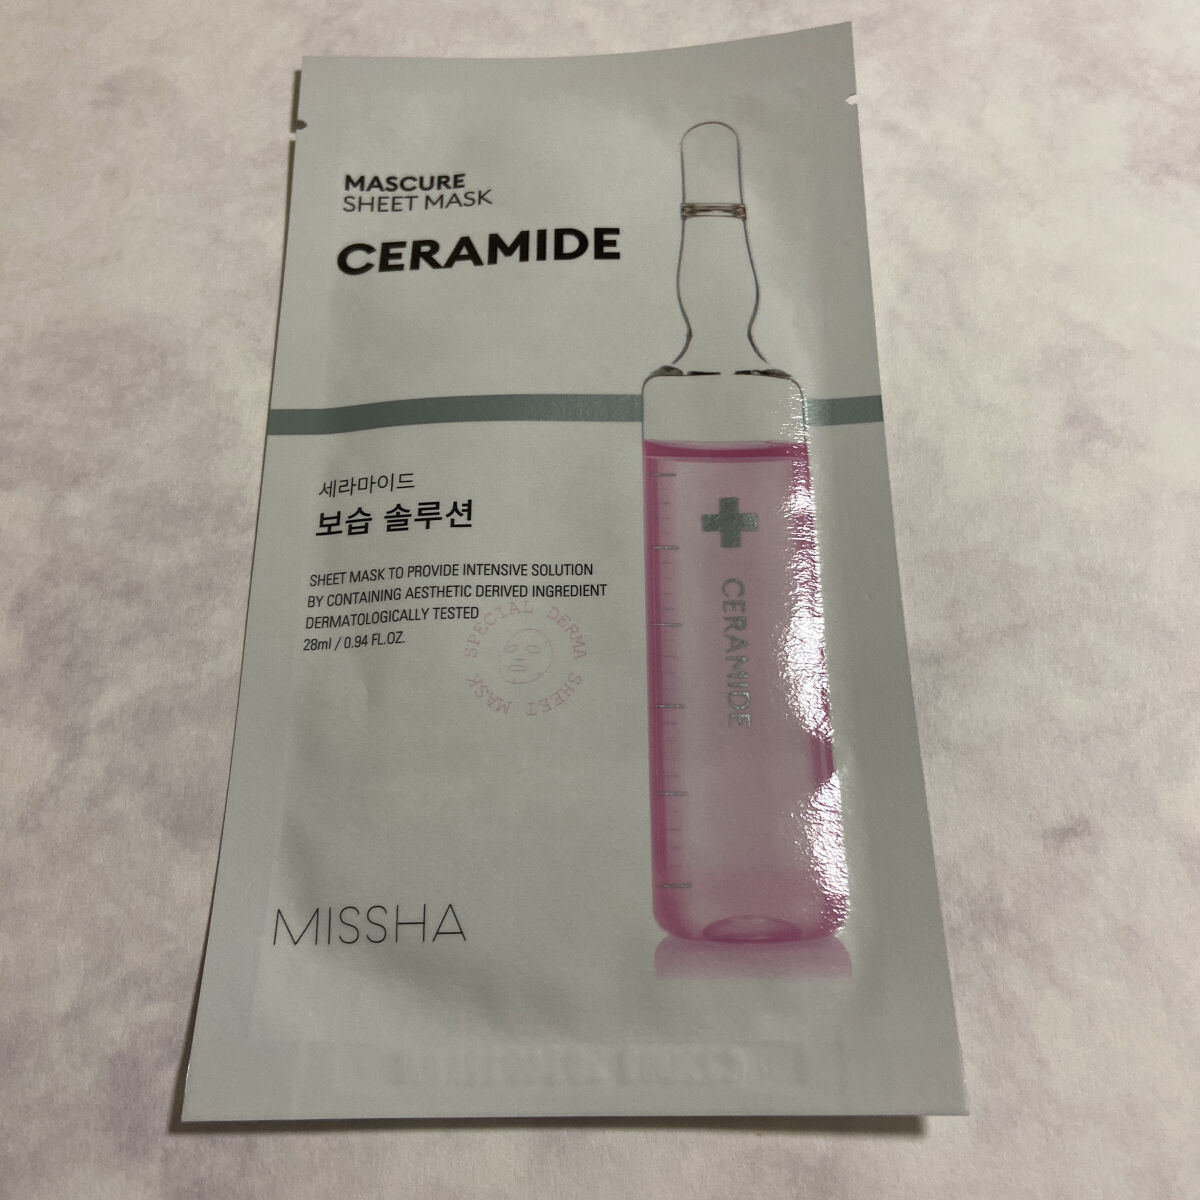 MASCURE
SHEET MASK
CERAMIDE
세라마이드
보습 솔루션
SHEET MASK TO PROVIDE INTENSIVE SOLUTION
BY CONTAINING AESTHETIC DERIVED INGREDIENT
DERMATOLOGICALLY TESTED
28ml / 0.94 FL.OZ.
SPECIAL DERMA SHEET MASK
CERAMIDE
MISSHA